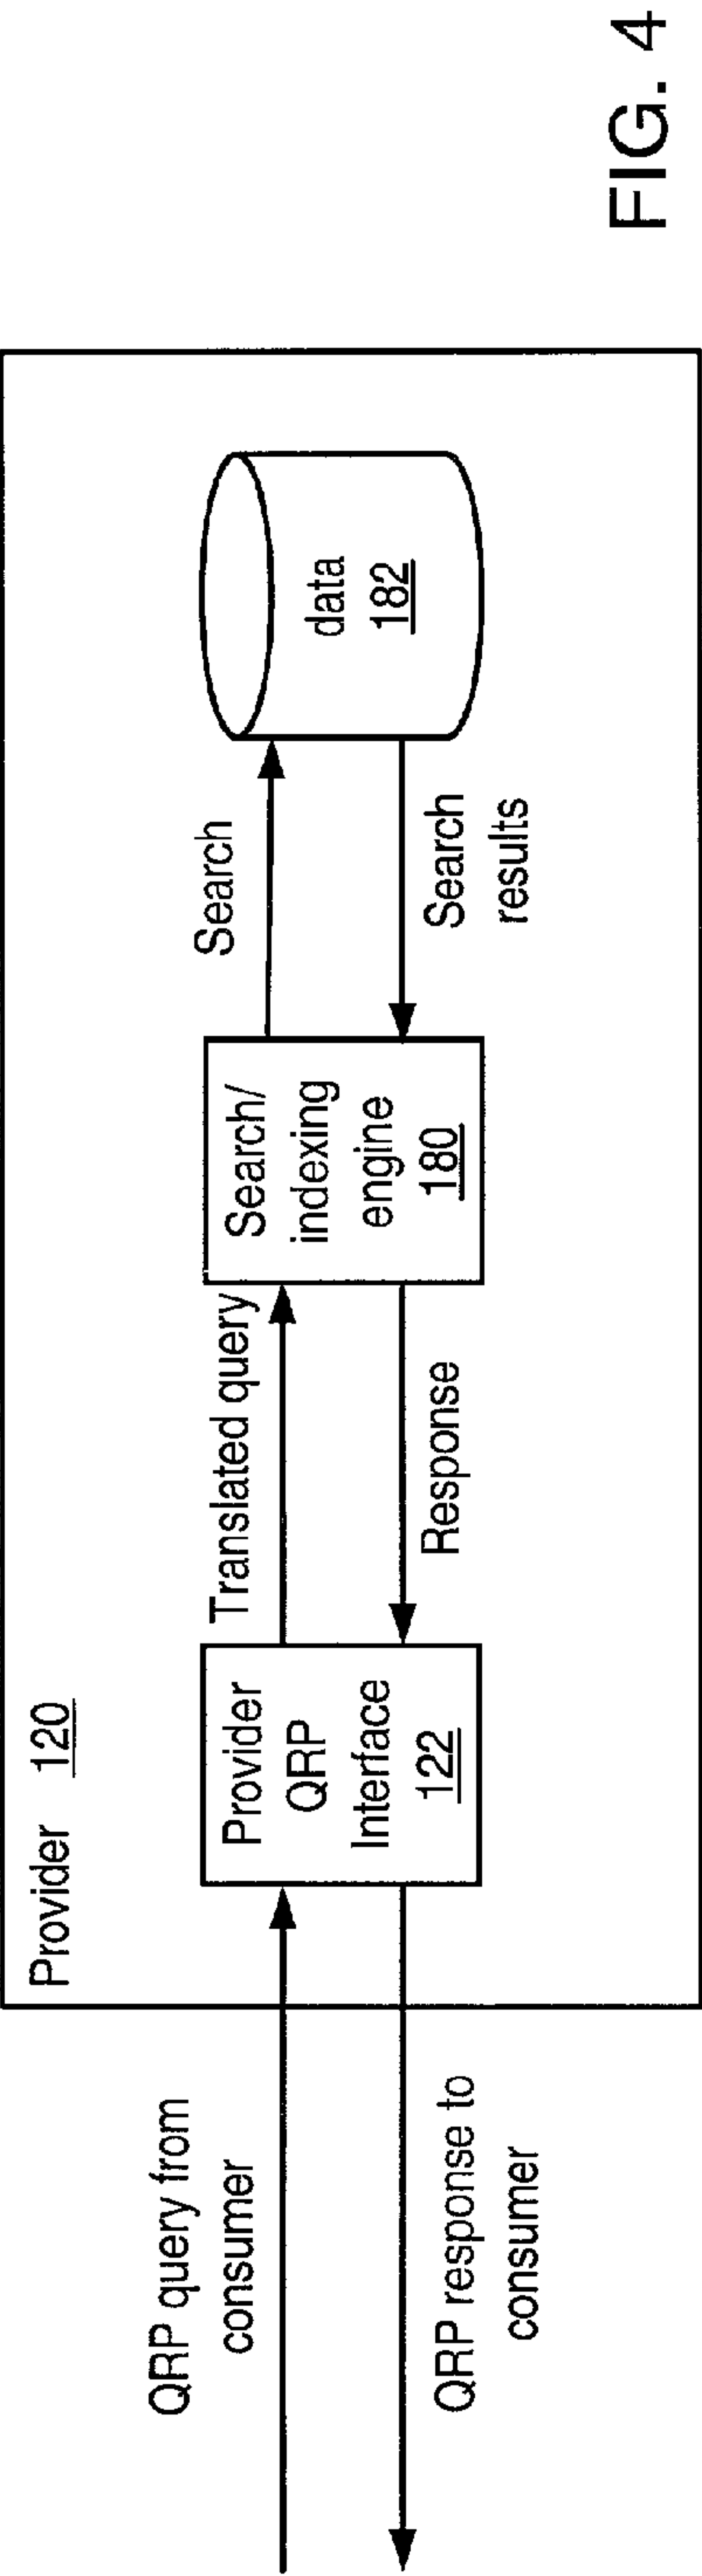 Provider 120
QRP query from
consumer
QRP response to
consumer
Provider
QRP
Interface
122
Translated query
Response
Search/
indexing
engine
180
Search
Search
results
data
182
FIG. 4